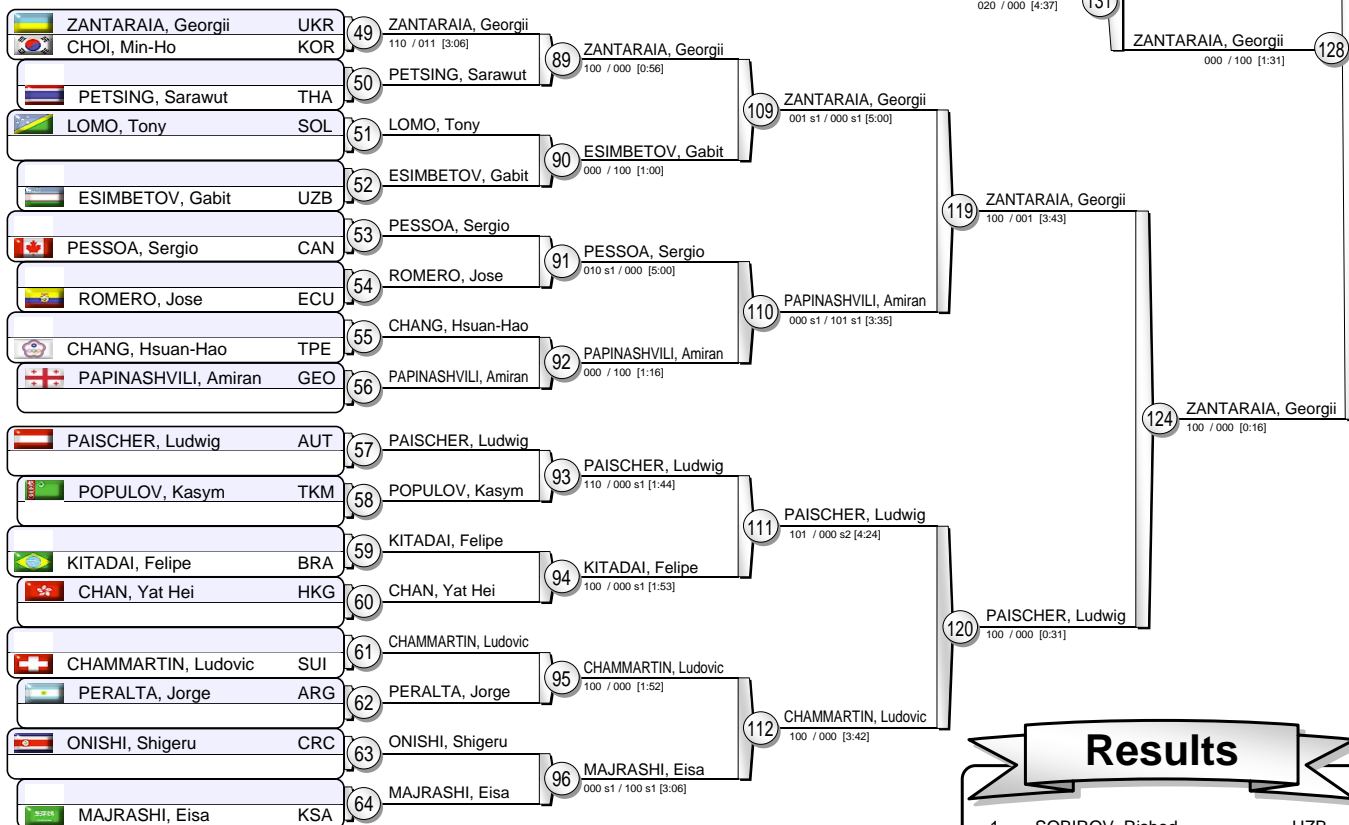 020 / 000 [4:37]
131
ZANTARAIA, Georgii
000 / 100 [1:31]
128
ZANTARAIA, Georgii UKR
CHOI, Min-Ho KOR
49
ZANTARAIA, Georgii
110 / 011 [3:06]
PETSING, Sarawut THA
50
PETSING, Sarawut
89
ZANTARAIA, Georgii
100 / 000 [0:56]
LOMO, Tony SOL
51
LOMO, Tony
ESIMBETOV, Gabit UZB
52
ESIMBETOV, Gabit
90
ESIMBETOV, Gabit
000 / 100 [1:00]
109
ZANTARAIA, Georgii
001 s1 / 000 s1 [5:00]
PESSOA, Sergio CAN
53
PESSOA, Sergio
ROMERO, Jose ECU
54
ROMERO, Jose
91
PESSOA, Sergio
010 s1 / 000 [5:00]
CHANG, Hsuan-Hao TPE
55
CHANG, Hsuan-Hao
PAPINASHVILI, Amiran GEO
56
PAPINASHVILI, Amiran
92
PAPINASHVILI, Amiran
000 / 100 [1:16]
110
PAPINASHVILI, Amiran
000 s1 / 101 s1 [3:35]
119
ZANTARAIA, Georgii
100 / 001 [3:43]
PAISCHER, Ludwig AUT
57
PAISCHER, Ludwig
POPULOV, Kasym TKM
58
POPULOV, Kasym
93
PAISCHER, Ludwig
110 / 000 s1 [1:44]
KITADAI, Felipe BRA
59
KITADAI, Felipe
CHAN, Yat Hei HKG
60
CHAN, Yat Hei
94
KITADAI, Felipe
100 / 000 s1 [1:53]
111
PAISCHER, Ludwig
101 / 000 s2 [4:24]
CHAMMARTIN, Ludovic SUI
61
CHAMMARTIN, Ludovic
PERALTA, Jorge ARG
62
PERALTA, Jorge
95
CHAMMARTIN, Ludovic
100 / 000 [1:52]
ONISHI, Shigeru CRC
63
ONISHI, Shigeru
MAJRASHI, Eisa KSA
64
MAJRASHI, Eisa
96
MAJRASHI, Eisa
000 s1 / 100 s1 [3:06]
112
CHAMMARTIN, Ludovic
100 / 000 [3:42]
120
PAISCHER, Ludwig
100 / 000 [0:31]
124
ZANTARAIA, Georgii
100 / 000 [0:16]
Results
1 SOBIROV, Rishod UZB